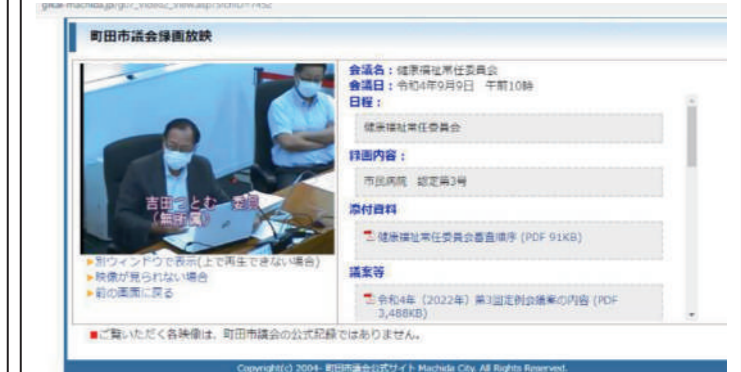 町田市議会録画放映
吉田つとむ 委員
（無所属）
▶別ウィンドウで表示(上で再生できない場合)
▶映像が見られない場合
▶前の画面に戻る
会議名：健康福祉常任委員会
会議日：令和4年9月9日 午前10時
日程：
健康福祉常任委員会
録画内容：
市民病院 認定第3号
添付資料
健康福祉常任委員会審査順序 (PDF 91KB)
議案等
令和4年（2022年）第3回定例会議案の内容 (PDF
3,488KB)
■ご覧いただく各映像は、町田市議会の公式記録ではありません。
Copyright(c) 2004- 町田市議会公式サイト Machida City. All Rights Reserved.